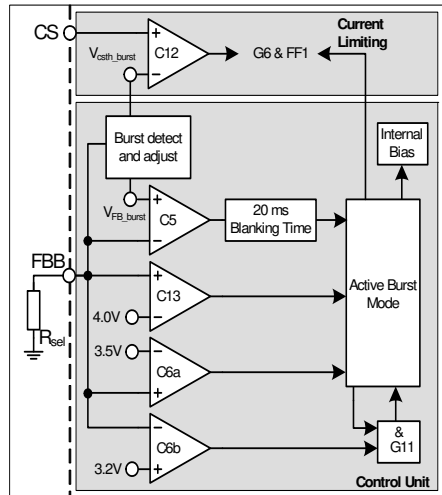 CS
Current
Limiting
+
C12
-
Vcsth_burst
G6 & FF1
Burst detect
and adjust
Internal
Bias
VFB_burst
+
C5
-
20 ms
Blanking Time
FBB
Rsel
+
C13
-
4.0V
Active Burst
Mode
3.5V
-
C6a
+
-
C6b
+
3.2V
&
G11
Control Unit